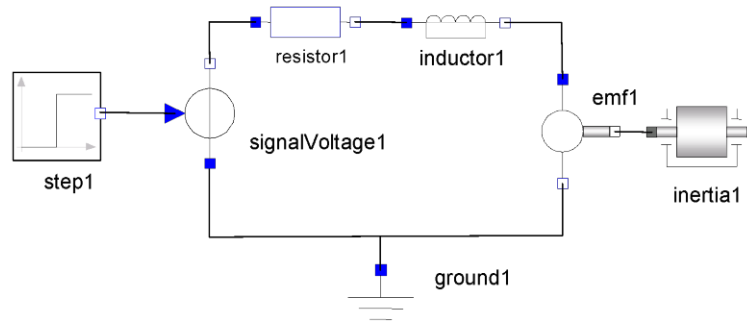 resistor1
inductor1
emf1
signalVoltage1
step1
inertia1
ground1